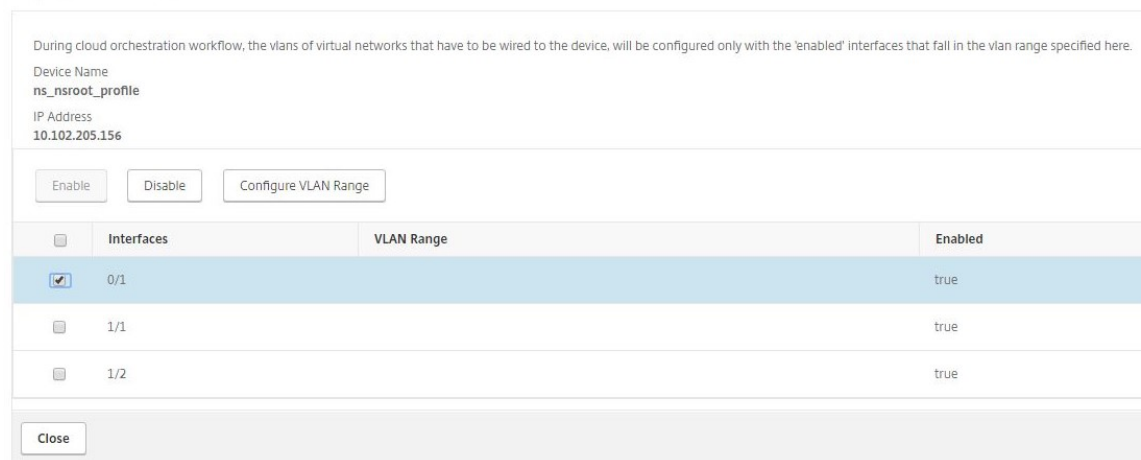 During cloud orchestration workflow, the vlans of virtual networks that have to be wired to the device, will be configured only with the 'enabled' interfaces that fall in the vlan range specified here.
Device Name
ns_nsroot_profile
IP Address
10.102.205.156
Enable Disable Configure VLAN Range
Interfaces VLAN Range Enabled
0/1 true
1/1 true
1/2 true
Close